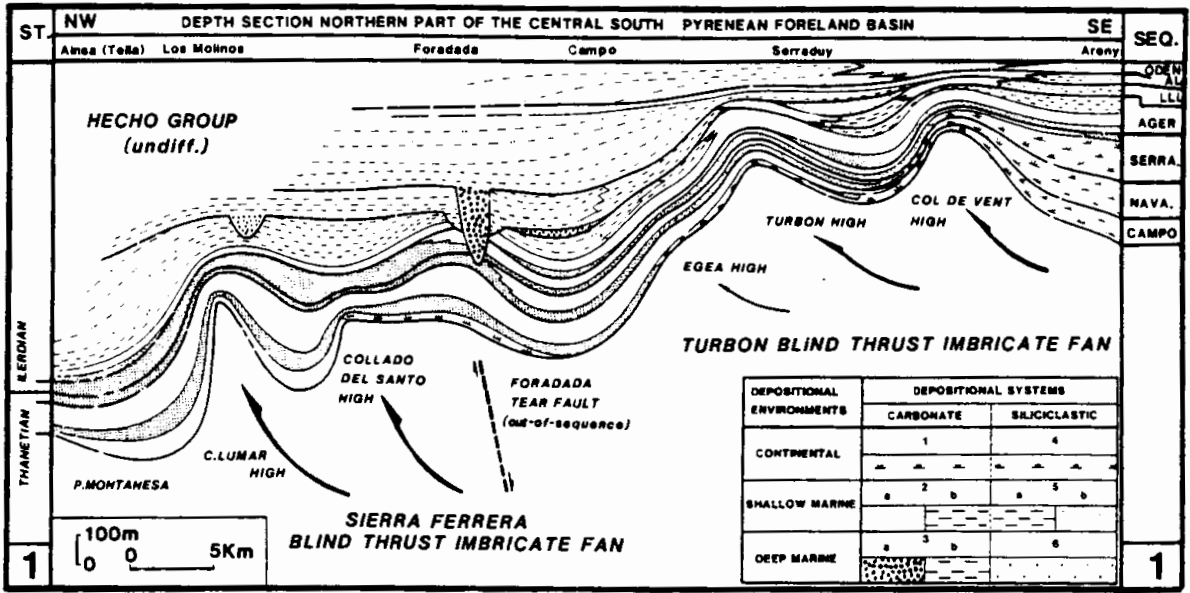 ST.
NW
DEPTH SECTION NORTHERN PART OF THE CENTRAL SOUTH PYRENEAN FORELAND BASIN
SE
SEQ.
Ainsa (Tella)
Los Molinos
Foradada
Campo
Serraduy
Areny
ODEN
AL
LLL
AGER
SERRA.
NAVA.
CAMPO
HECHO GROUP
(undiff.)
TURBON HIGH
COL DE VENT
HIGH
EGEA HIGH
TURBON BLIND THRUST IMBRICATE FAN
ILERDIAN
THANETIAN
COLLADO
DEL SANTO
HIGH
FORADADA
TEAR FAULT
(out-of-sequence)
C.LUMAR
HIGH
P.MONTAÑESA
SIERRA FERRERA
BLIND THRUST IMBRICATE FAN
100m
0
0
5Km
DEPOSITIONAL
ENVIRONMENTS
DEPOSITIONAL SYSTEMS
CARBONATE
SILICICLASTIC
CONTINENTAL
1
4
SHALLOW MARINE
a 2 b
a 5 b
DEEP MARINE
a 3 b
6
1
1